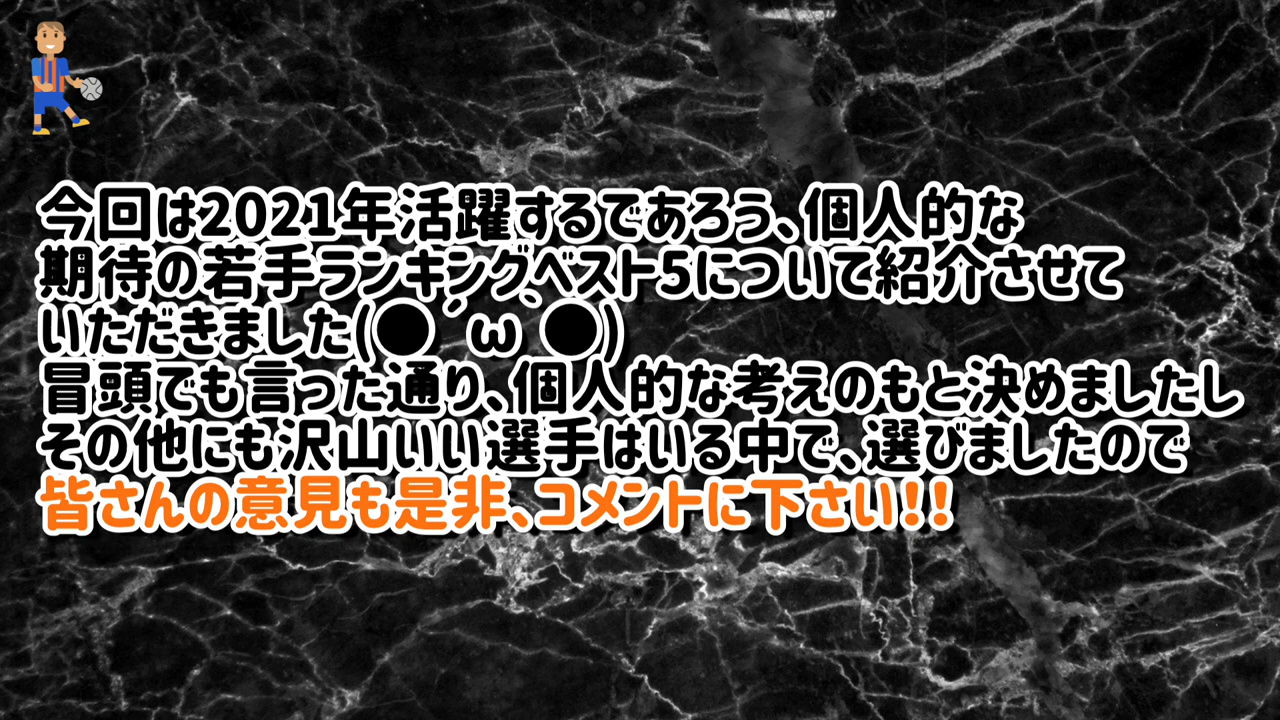 今回は2021年活躍するであろう、個人的な
期待の若手ランキングベスト5について紹介させて
いただきました(●´ω`●)
冒頭でも言った通り、個人的な考えのもと決めましたし
その他にも沢山いい選手はいる中で、選びましたので
皆さんの意見も是非、コメントに下さい!!